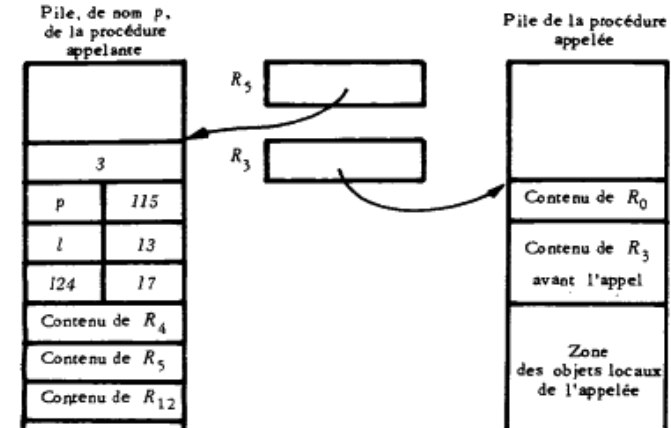 Pile, de nom p,
de la procédure
appelante
3
p 115
l 13
124 17
Contenu de R4
Contenu de R5
Contenu de R12
R5
R3
Pile de la procédure
appelée
Contenu de R0
Contenu de R3
avant l'appel
Zone
des objets locaux
de l'appelée